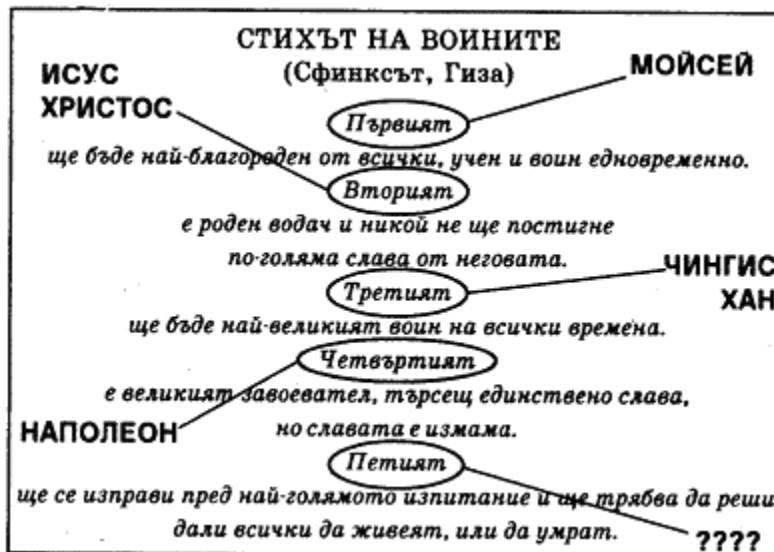 СТИХЪТ НА ВОИНИТЕ
(Сфинксът, Гиза)
ИСУС
ХРИСТОС
МОЙСЕЙ
Първият
ще бъде най-благороден от всички, учен и воин едновременно.
Вторият
е роден водач и никой не ще постигне
по-голяма слава от неговата.
ЧИНГИС
ХАН
Третият
ще бъде най-великият воин на всички времена.
Четвъртият
е великият завоевател, търсещ единствено слава,
но славата е измама.
НАПОЛЕОН
Петият
ще се изправи пред най-голямото изпитание и ще трябва да реши
дали всички да живеят, или да умрат.
????